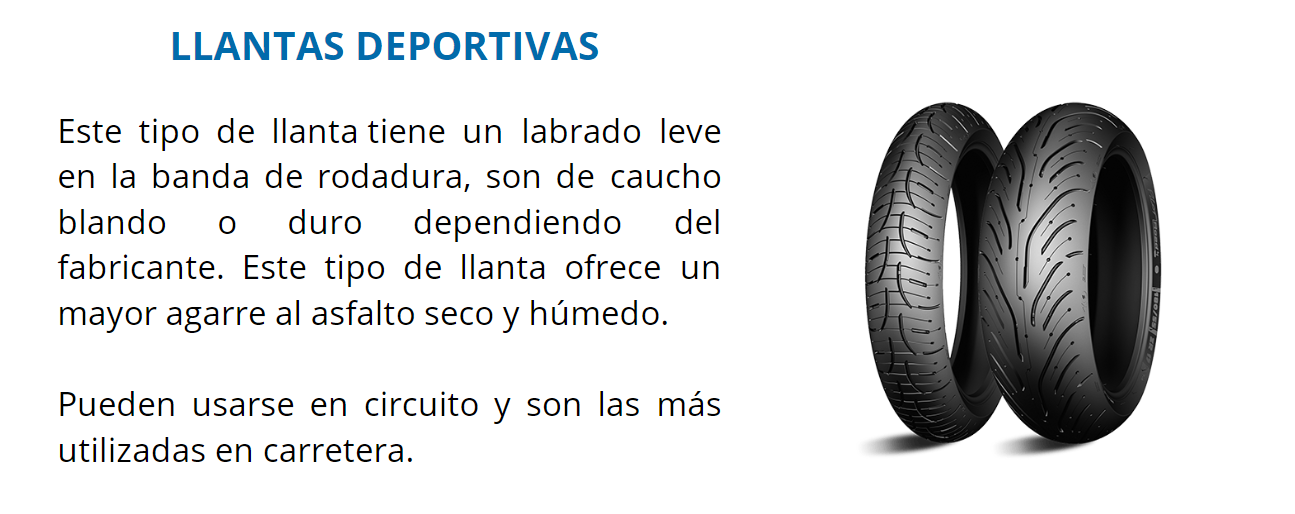 LLANTAS DEPORTIVAS
Este tipo de llanta tiene un labrado leve
en la banda de rodadura, son de caucho
blando o duro dependiendo del
fabricante. Este tipo de llanta ofrece un
mayor agarre al asfalto seco y húmedo.
Pueden usarse en circuito y son las más
utilizadas en carretera.